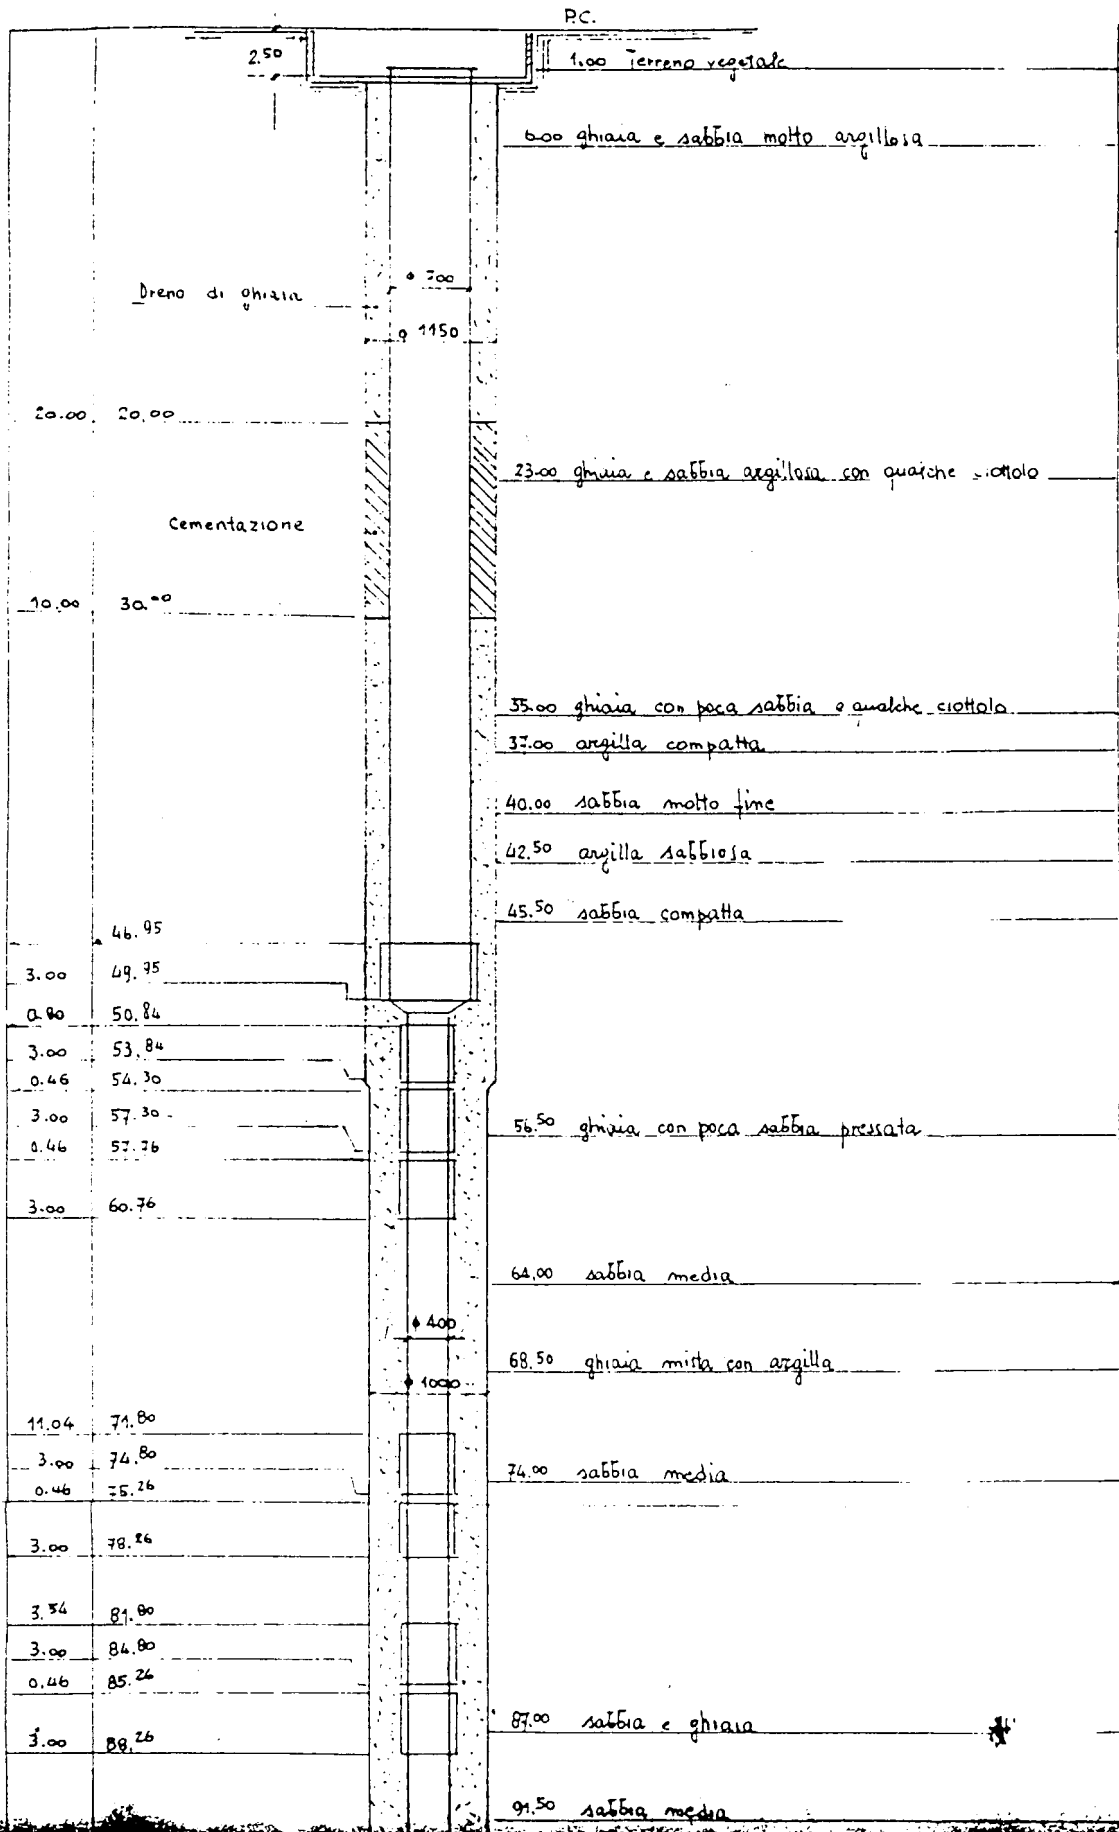 P.C.
2.50
1.00 Terreno vegetale
6.00 ghiaia e sabbia molto argillosa
ϕ 700
Dreno di ghiaia
ϕ 1150
20.00 20.00
23.00 ghiaia e sabbia argillosa con qualche ciottolo
Cementazione
10.00 30.00
35.00 ghiaia con poca sabbia e qualche ciottolo
37.00 argilla compatta
40.00 sabbia molto fine
42.50 argilla sabbiosa
45.50 sabbia compatta
46.95
3.00 49.95
0.80 50.84
3.00 53.84
0.46 54.30
3.00 57.30
56.50 ghiaia con poca sabbia pressata
0.46 57.76
3.00 60.76
64.00 sabbia media
ϕ 400
68.50 ghiaia mista con argilla
ϕ 1000
11.04 71.80
3.00 74.80
74.00 sabbia media
0.46 75.26
3.00 78.26
3.54 81.80
3.00 84.80
0.46 85.26
87.00 sabbia e ghiaia
3.00 88.26
91.50 sabbia media